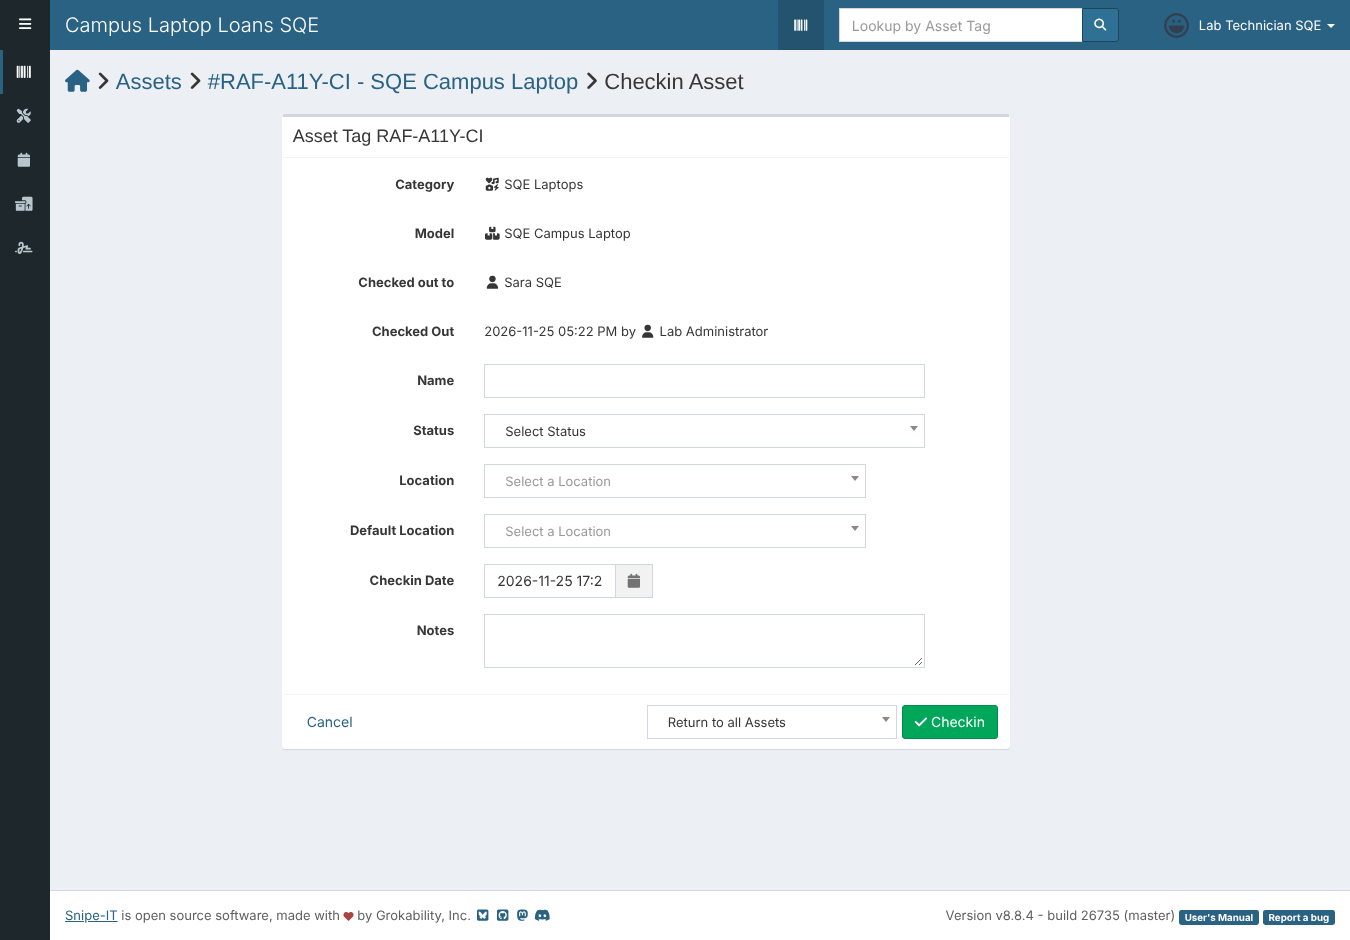 Campus Laptop Loans SQE
Lookup by Asset Tag
Lab Technician SQE
Assets #RAF-A11Y-CI - SQE Campus Laptop Checkin Asset
Asset Tag RAF-A11Y-CI
Category SQE Laptops
Model SQE Campus Laptop
Checked out to Sara SQE
Checked Out 2026-11-25 05:22 PM by Lab Administrator
Name
Status Select Status
Location Select a Location
Default Location Select a Location
Checkin Date 2026-11-25 17:2
Notes
Cancel Return to all Assets Checkin
Snipe-IT is open source software, made with by Grokability, Inc. Version v8.8.4 - build 26735 (master) User's Manual Report a bug